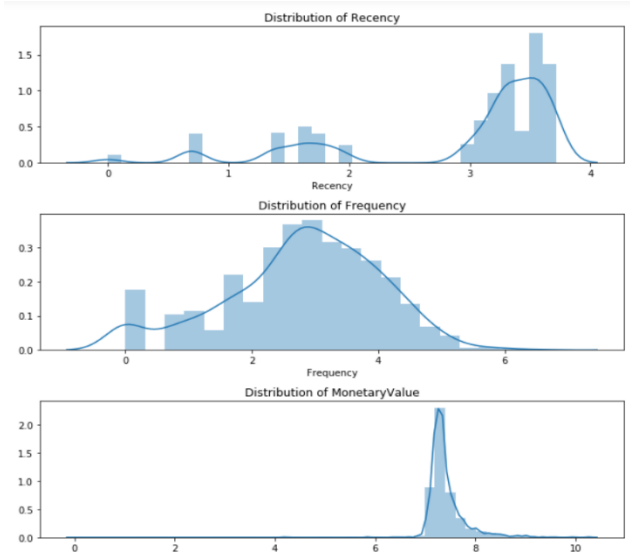 Distribution of Recency
1.5
1.0
0.5
0.0
0 1 2 3 4
Recency
Distribution of Frequency
0.3
0.2
0.1
0.0
0 2 4 6
Frequency
Distribution of MonetaryValue
2.0
1.5
1.0
0.5
0.0
0 2 4 6 8 10